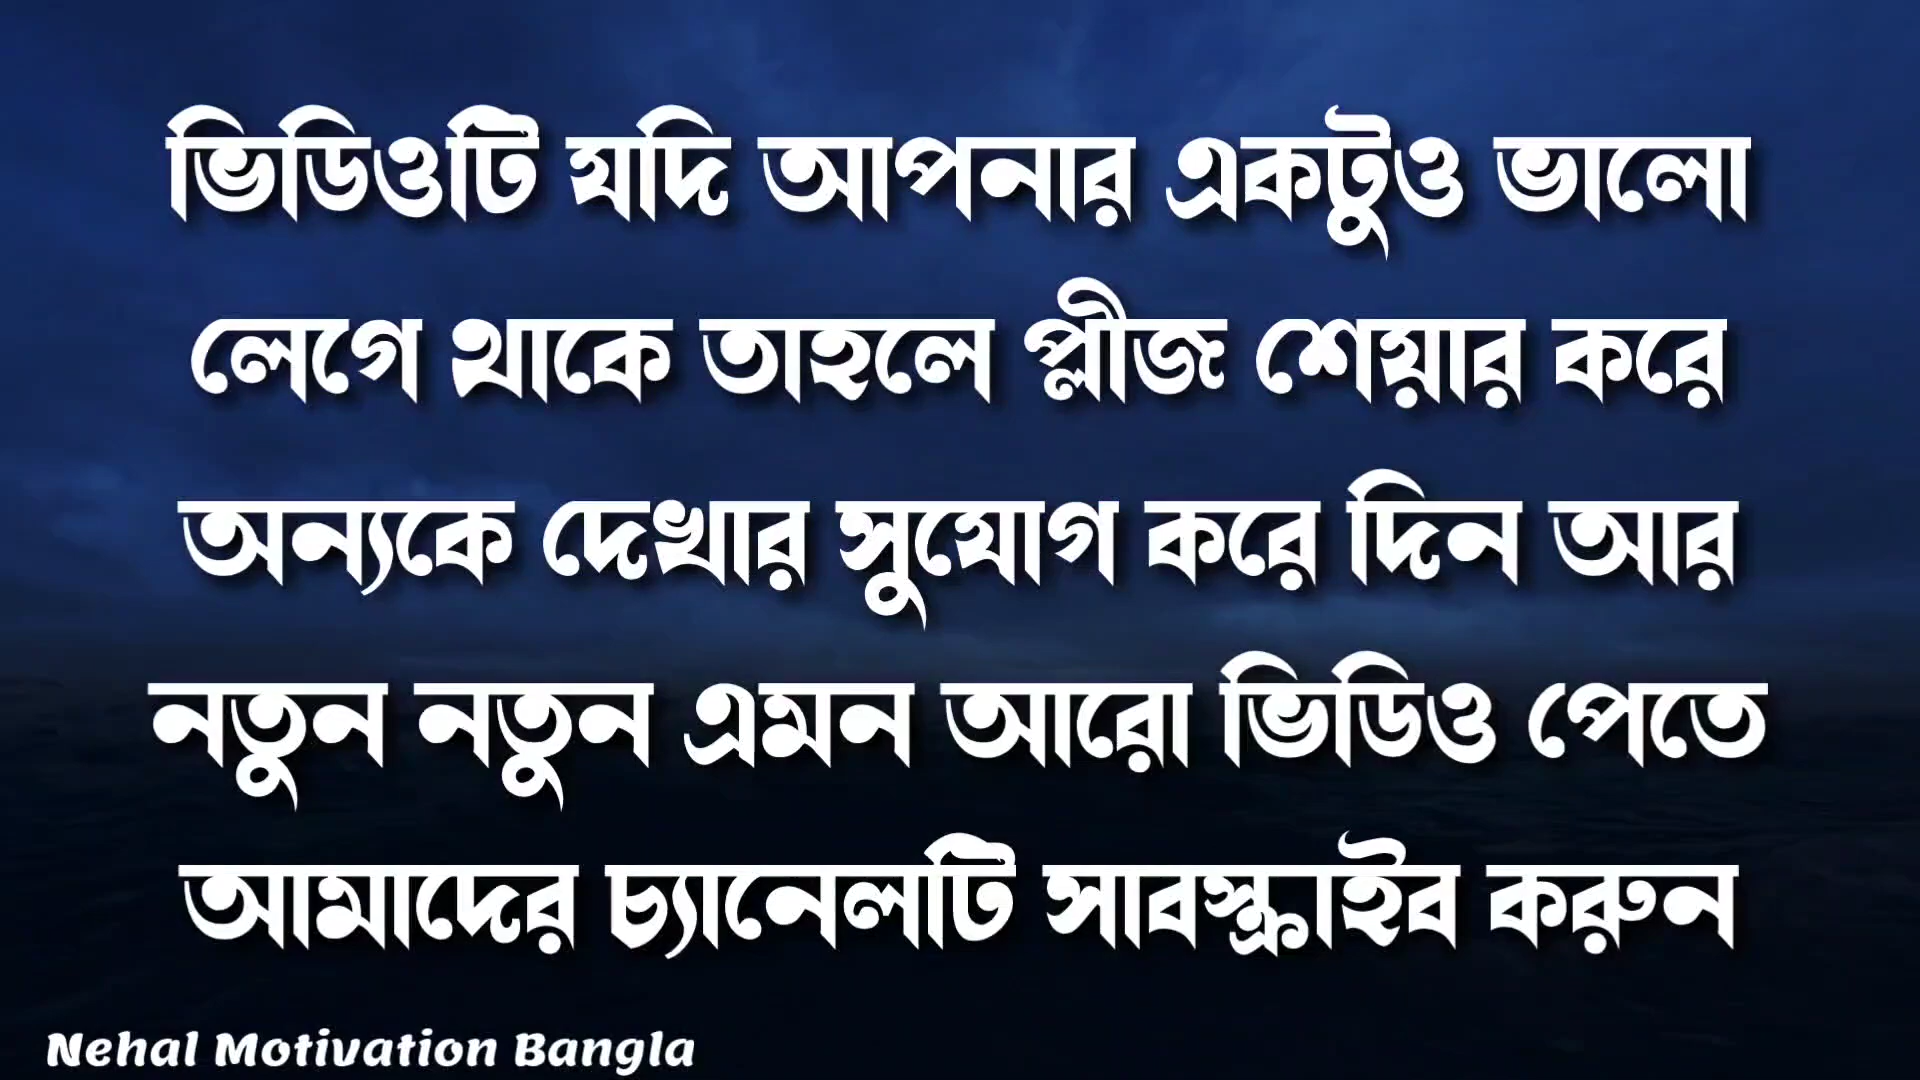 ভিডিওটি যদি আপনার একটুও ভালো
লেগে থাকে তাহলে প্লীজ শেয়ার করে
অন্যকে দেখার সুযোগ করে দিন আর
নতুন নতুন এমন আরো ভিডিও পেতে
আমাদের চ্যানেলটি সাবস্ক্রাইব করুন
Nehal Motivation Bangla